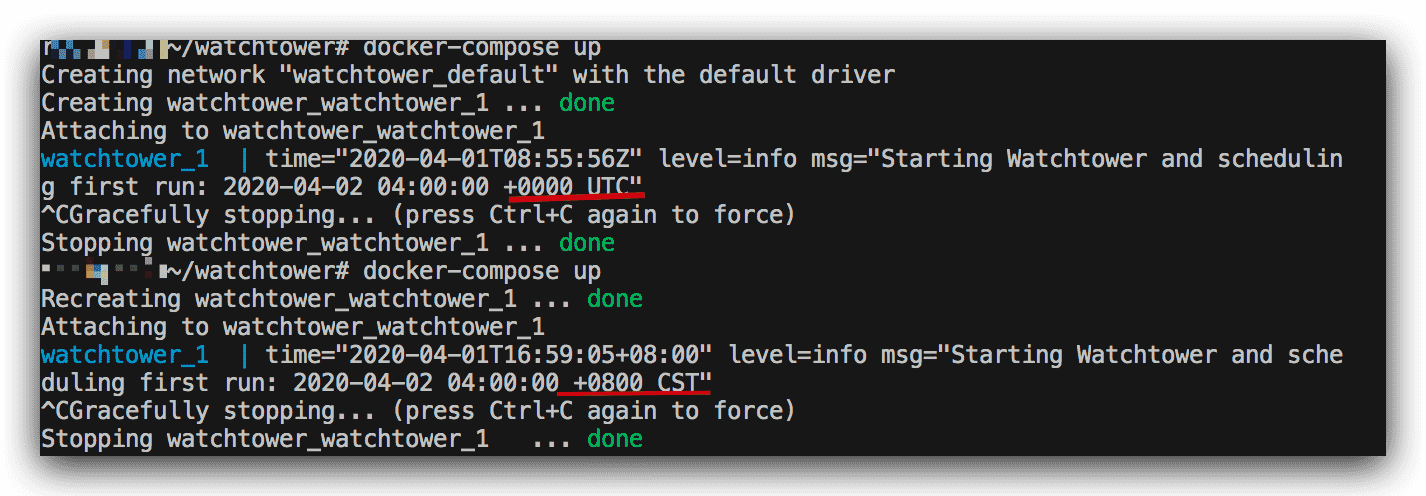 ~/watchtower# docker-compose up
Creating network "watchtower_default" with the default driver
Creating watchtower_watchtower_1 ... done
Attaching to watchtower_watchtower_1
watchtower_1  | time="2020-04-01T08:55:56Z" level=info msg="Starting Watchtower and schedulin
g first run: 2020-04-02 04:00:00 +0000 UTC"
^CGracefully stopping... (press Ctrl+C again to force)
Stopping watchtower_watchtower_1 ... done
~/watchtower# docker-compose up
Recreating watchtower_watchtower_1 ... done
Attaching to watchtower_watchtower_1
watchtower_1  | time="2020-04-01T16:59:05+08:00" level=info msg="Starting Watchtower and sche
duling first run: 2020-04-02 04:00:00 +0800 CST"
^CGracefully stopping... (press Ctrl+C again to force)
Stopping watchtower_watchtower_1   ... done